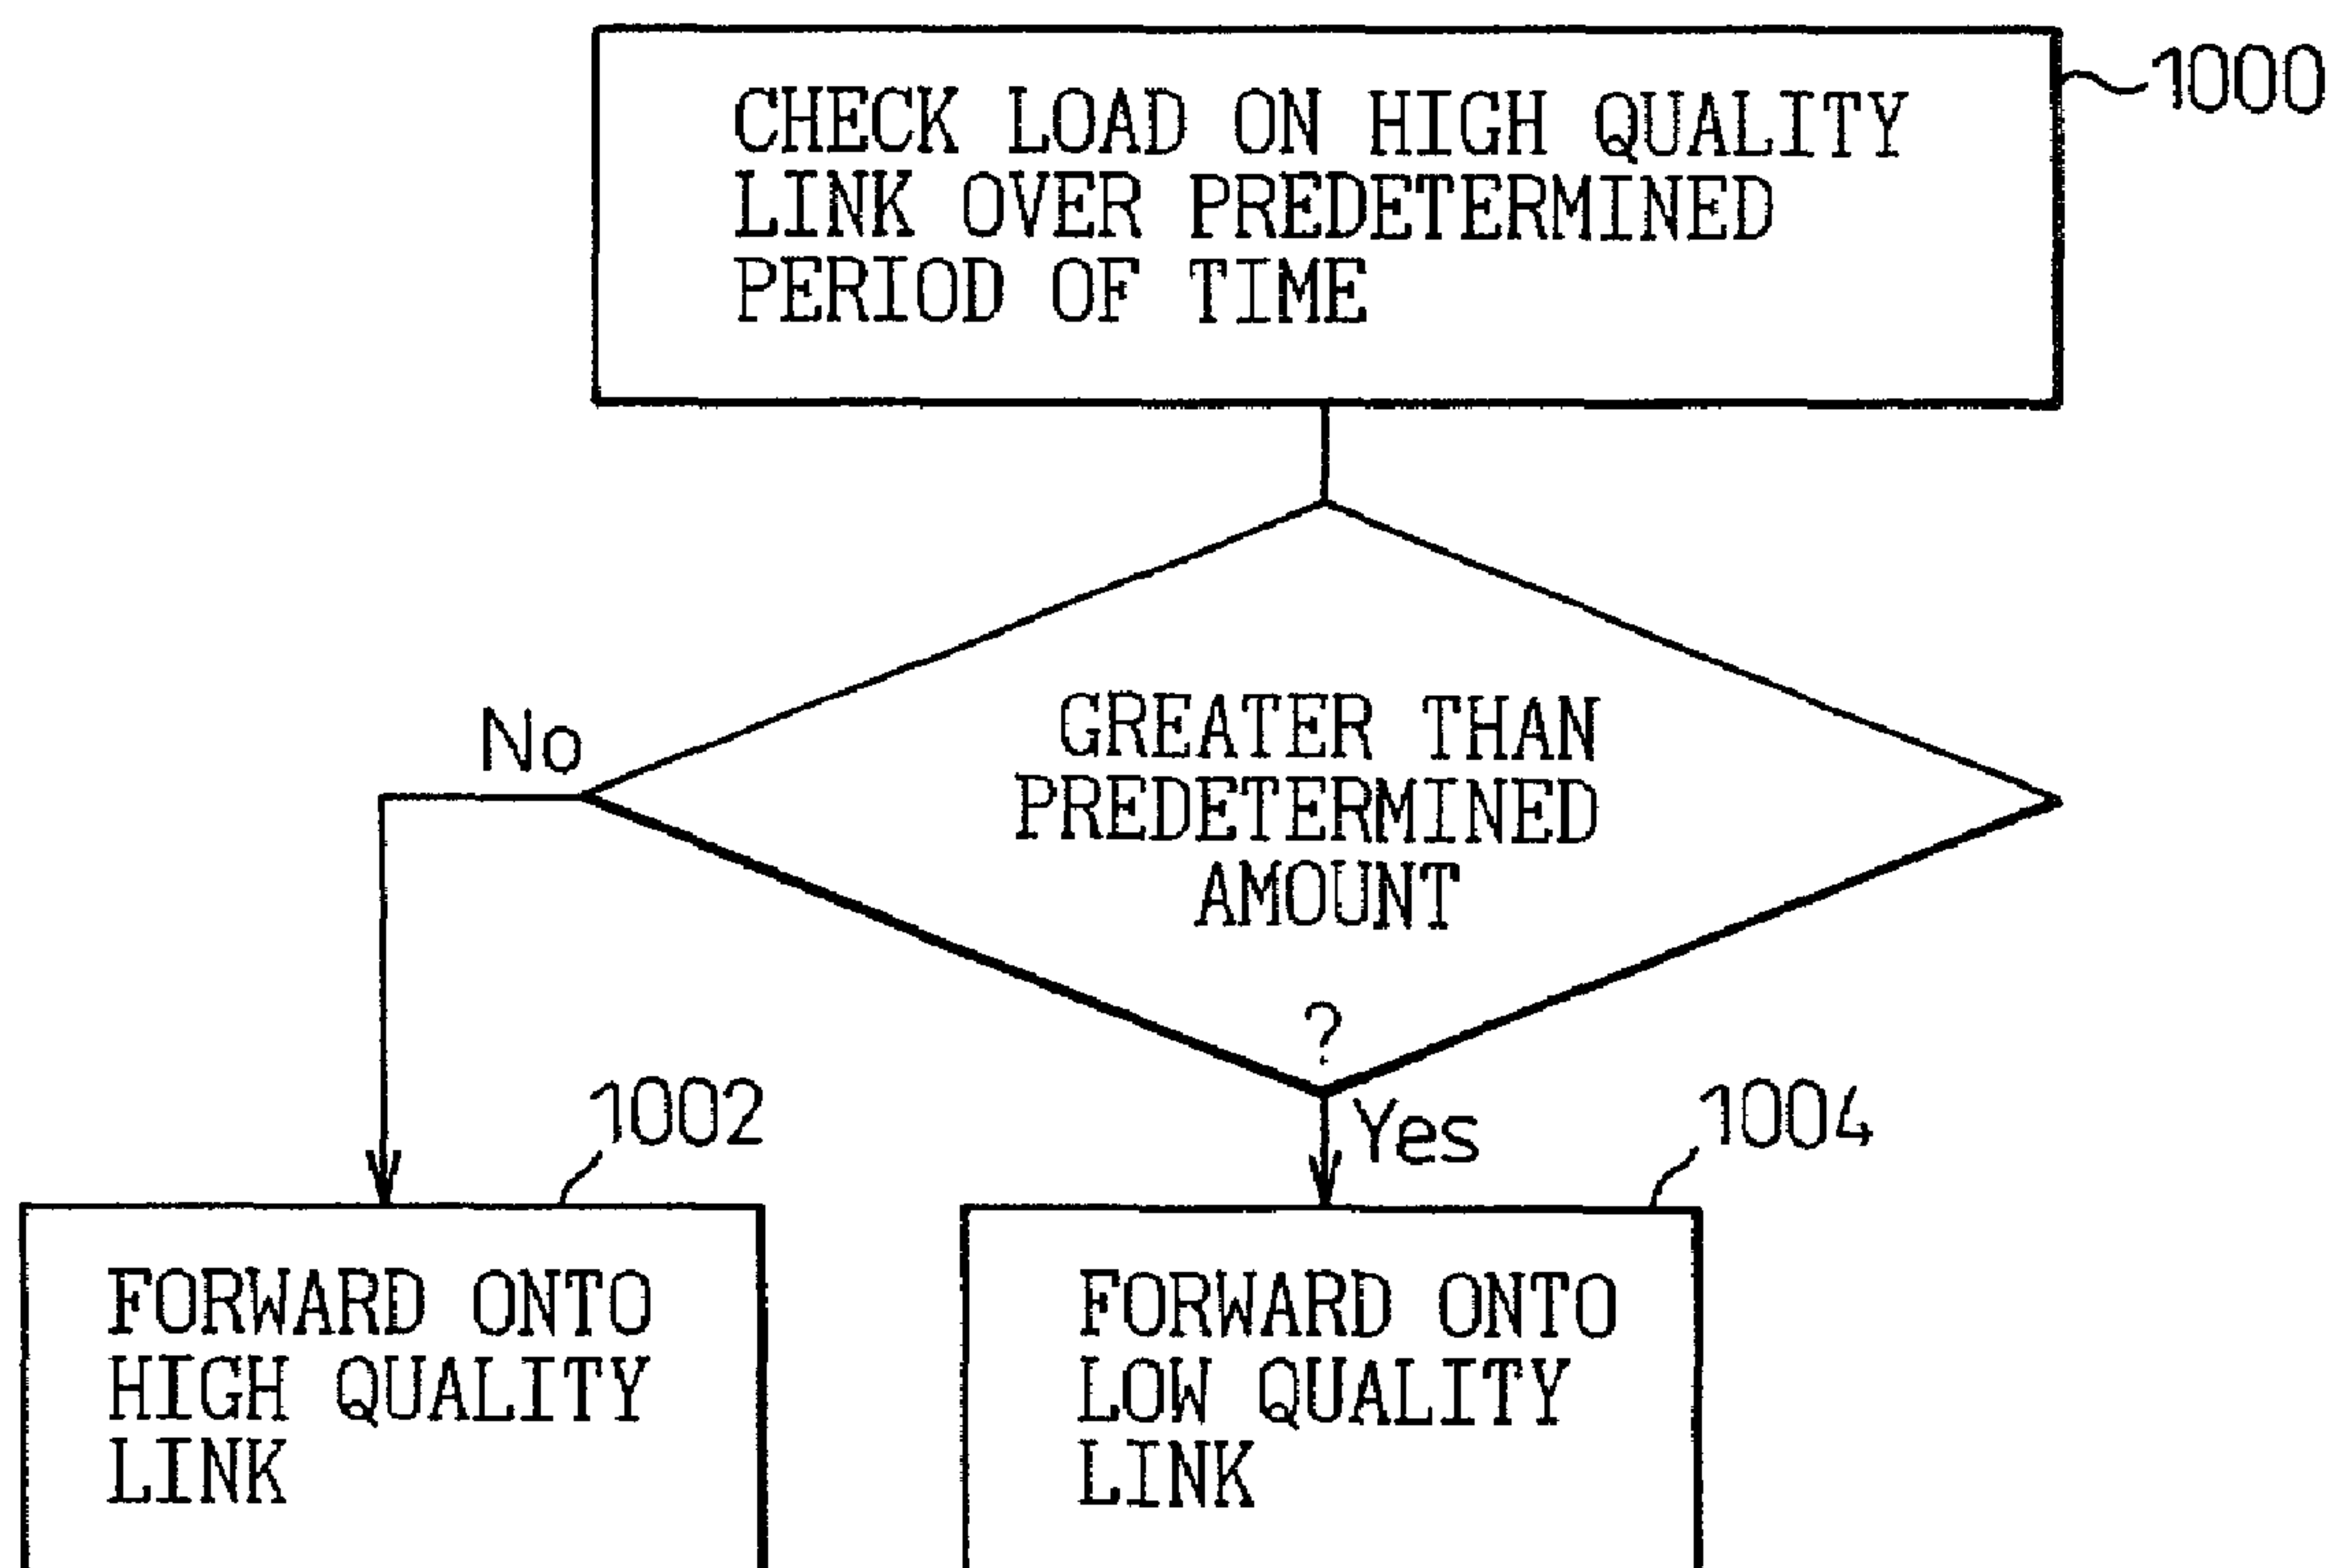 CHECK LOAD ON HIGH QUALITY
LINK OVER PREDETERMINED
PERIOD OF TIME
1000
GREATER THAN
PREDETERMINED
AMOUNT
?
No
Yes
1002
FORWARD ONTO
HIGH QUALITY
LINK
1004
FORWARD ONTO
LOW QUALITY
LINK